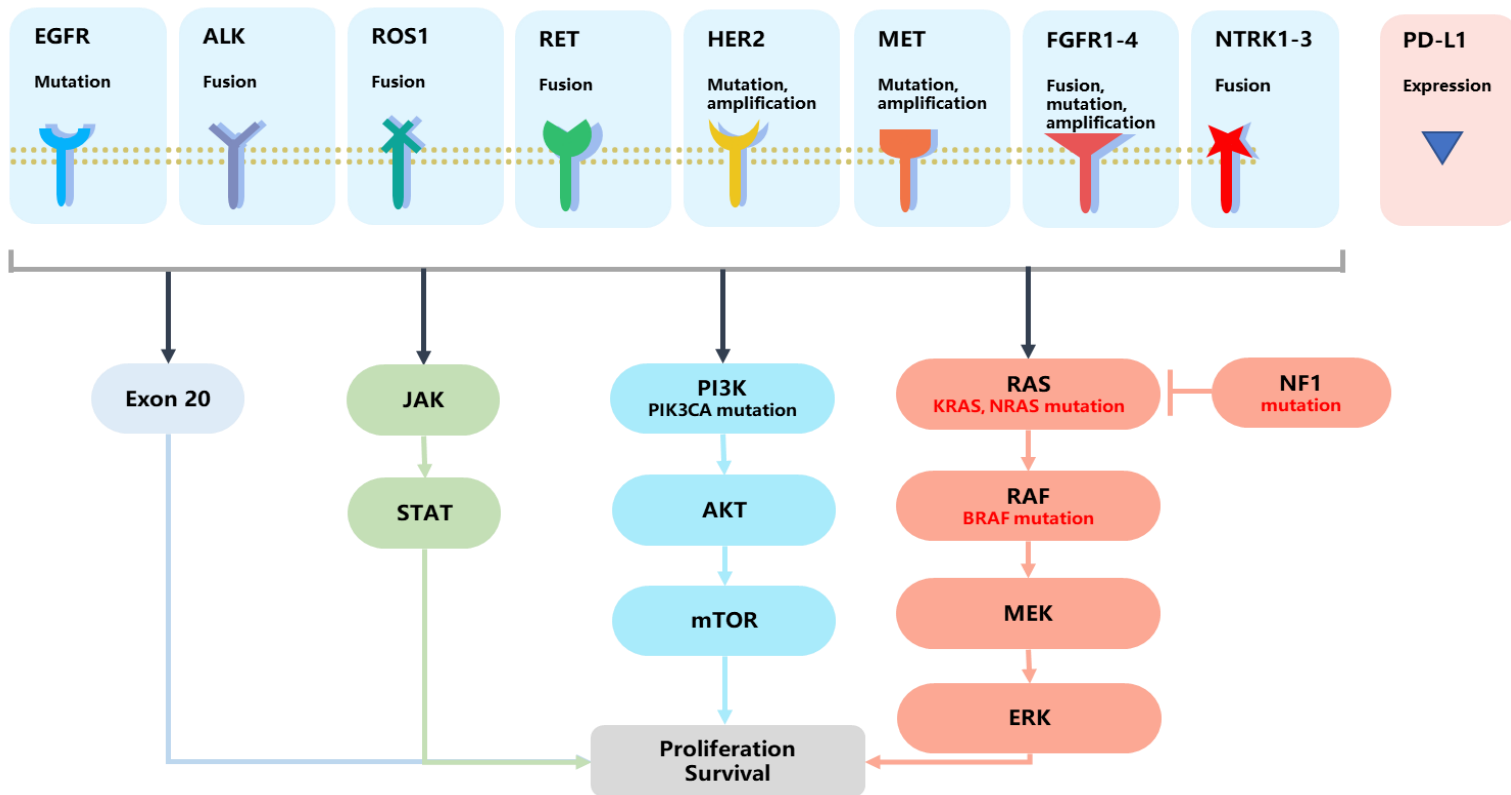 EGFR
Mutation
ALK
Fusion
ROS1
Fusion
RET
Fusion
HER2
Mutation,
amplification
MET
Mutation,
amplification
FGFR1-4
Fusion,
mutation,
amplification
NTRK1-3
Fusion
PD-L1
Expression
Exon 20
JAK
STAT
PI3K
PIK3CA mutation
AKT
mTOR
RAS
KRAS, NRAS mutation
NF1
mutation
RAF
BRAF mutation
MEK
ERK
Proliferation
Survival